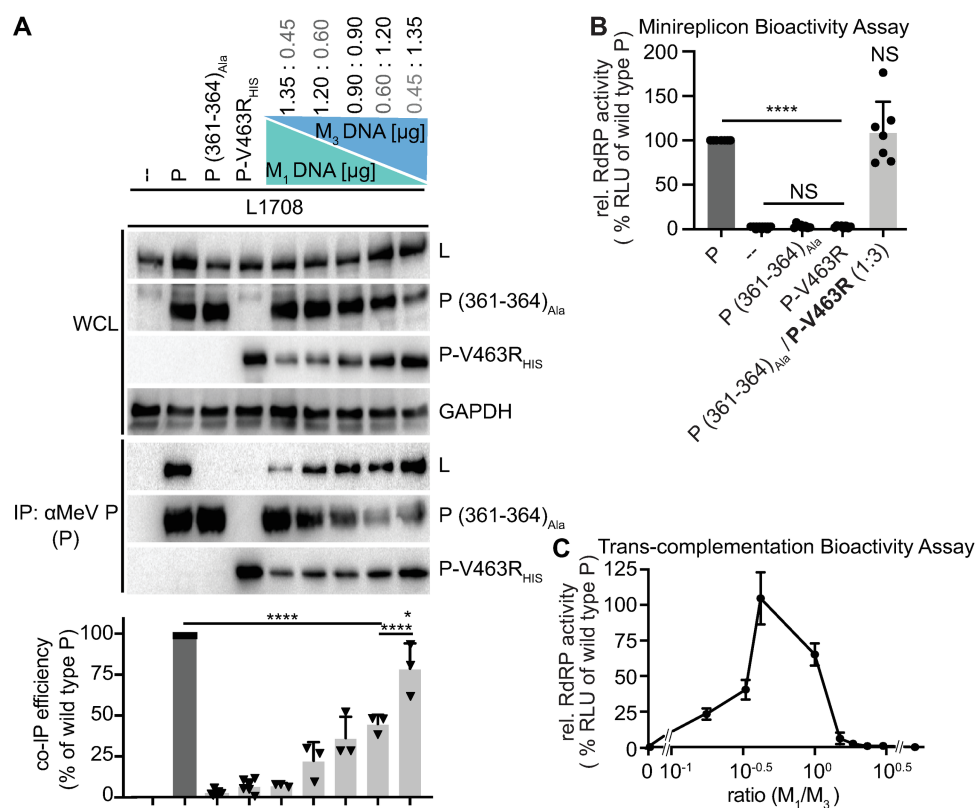 A
1.35 : 0.45
1.20 : 0.60
0.90 : 0.90
0.60 : 1.20
0.45 : 1.35
--
P
P (361-364)Ala
P-V463RHIS
M3 DNA [µg]
M1 DNA [µg]
L1708
WCL
L
P (361-364)Ala
P-V463RHIS
GAPDH
IP: αMeV P
(P)
L
P (361-364)Ala
P-V463RHIS
co-IP efficiency
(% of wild type P)
100
75
50
25
0
****
*
****
B Minireplicon Bioactivity Assay
rel. RdRP activity
( % RLU of wild type P)
200
150
100
50
0
****
NS
NS
P
--
P (361-364)Ala
P-V463R
P (361-364)Ala / P-V463R (1:3)
C Trans-complementation Bioactivity Assay
rel. RdRP activity
( % RLU of wild type P)
125
100
75
50
25
0
0 10-1 10-0.5 100 100.5
ratio (M1/M3)